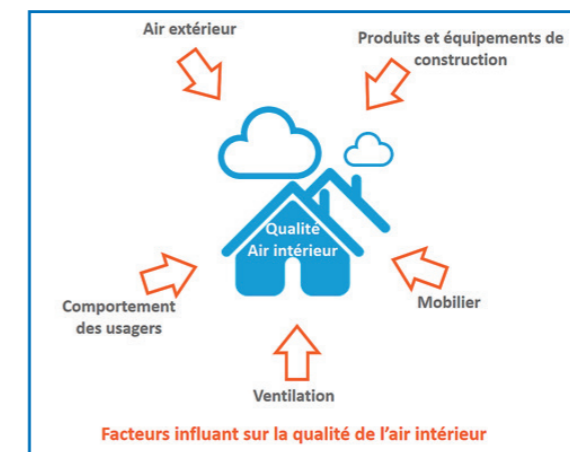 Air extérieur
Produits et équipements de
construction
Qualité
Air intérieur
Comportement
des usagers
Mobilier
Ventilation
Facteurs influant sur la qualité de l'air intérieur